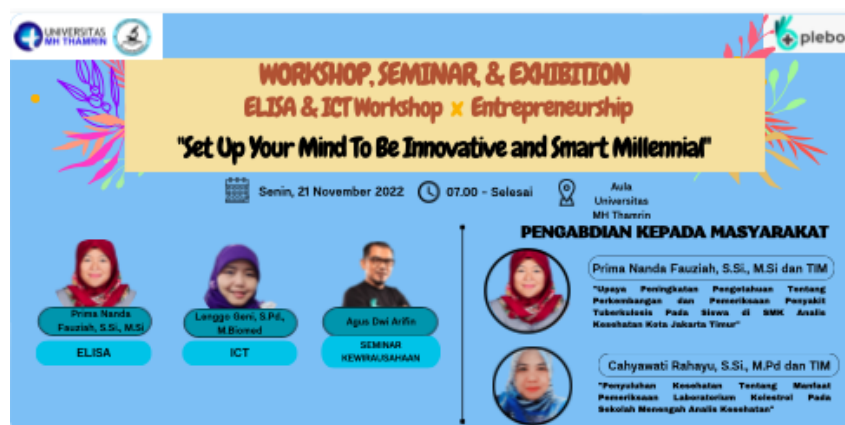 UNIVERSITAS
MH THAMRIN
plebo
WORKSHOP, SEMINAR, & EXHIBITION
ELISA & ICT Workshop x Entrepreneurship
"Set Up Your Mind To Be Innovative and Smart Millennial"
Senin, 21 November 2022
07.00 - Selesai
Aula
Universitas
MH Thamrin
Prima Nanda
Fauziah, S.Si., M.Si
ELISA
Langgo Geni, S.Pd.,
M.Biomed
ICT
Agus Dwi Arifin
SEMINAR
KEWIRAUSAHAAN
PENGABDIAN KEPADA MASYARAKAT
Prima Nanda Fauziah, S.Si., M.Si dan TIM
"Upaya Peningkatan Pengetahuan Tentang
Perkembangan dan Pemeriksaan Penyakit
Tuberkulosis Pada Siswa di SMK Analis
Kesehatan Kota Jakarta Timur"
Cahyawati Rahayu, S.Si., M.Pd dan TIM
"Penyuluhan Kesehatan Tentang Manfaat
Pemeriksaan Laboratorium Kolestrol Pada
Sekolah Menengah Analis Kesehatan"